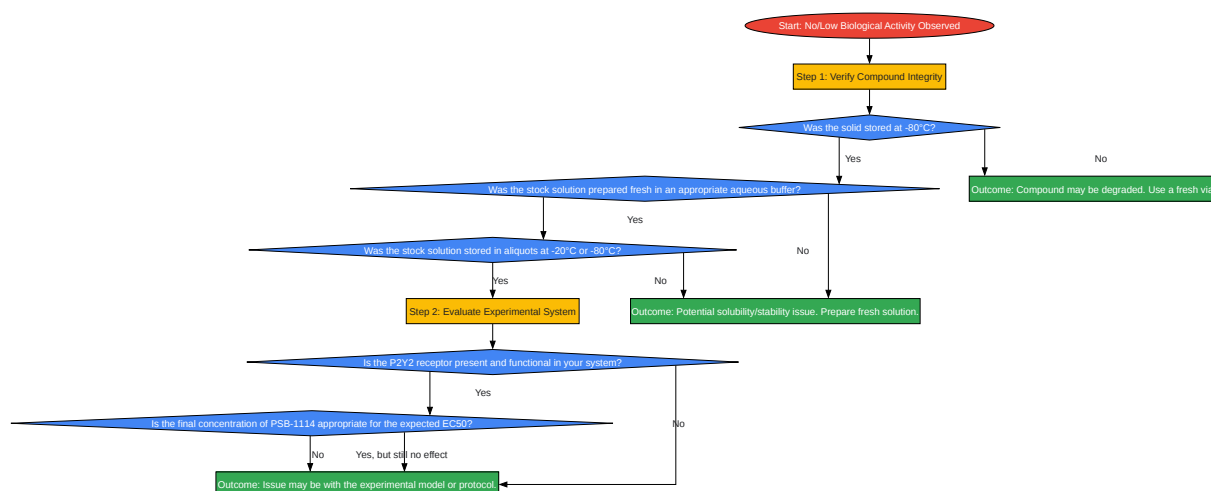 Start: No/Low Biological Activity Observed
Step 1: Verify Compound Integrity
Was the solid stored at -80°C?
Yes
No
Was the stock solution prepared fresh in an appropriate aqueous buffer?
Outcome: Compound may be degraded. Use a fresh
Yes
No
Was the stock solution stored in aliquots at -20°C or -80°C?
Yes
No
Step 2: Evaluate Experimental System
Outcome: Potential solubility/stability issue. Prepare fresh solution.
Is the P2Y2 receptor present and functional in your system?
Yes
No
Is the final concentration of PSB-1114 appropriate for the expected EC50?
No
Yes, but still no effect
Outcome: Issue may be with the experimental model or protocol.